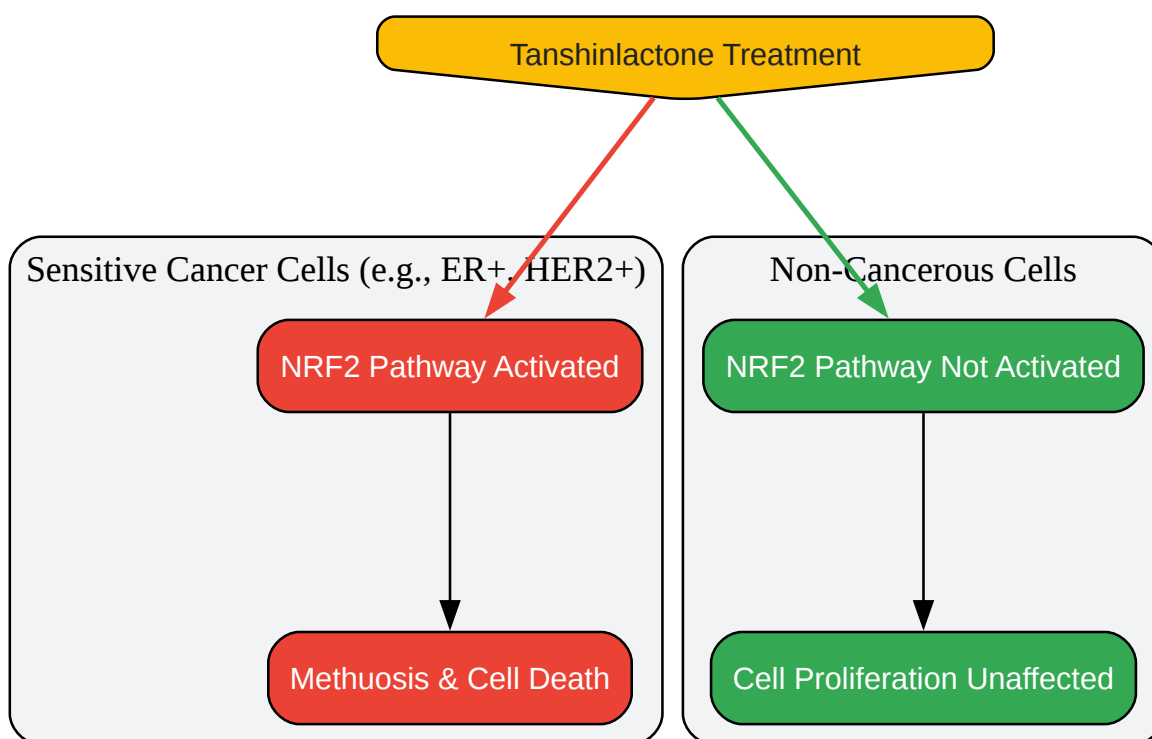 Tanshinlactone Treatment
Sensitive Cancer Cells (e.g., ER+, HER2+)
Non-Cancerous Cells
NRF2 Pathway Activated
NRF2 Pathway Not Activated
Methuosis & Cell Death
Cell Proliferation Unaffected